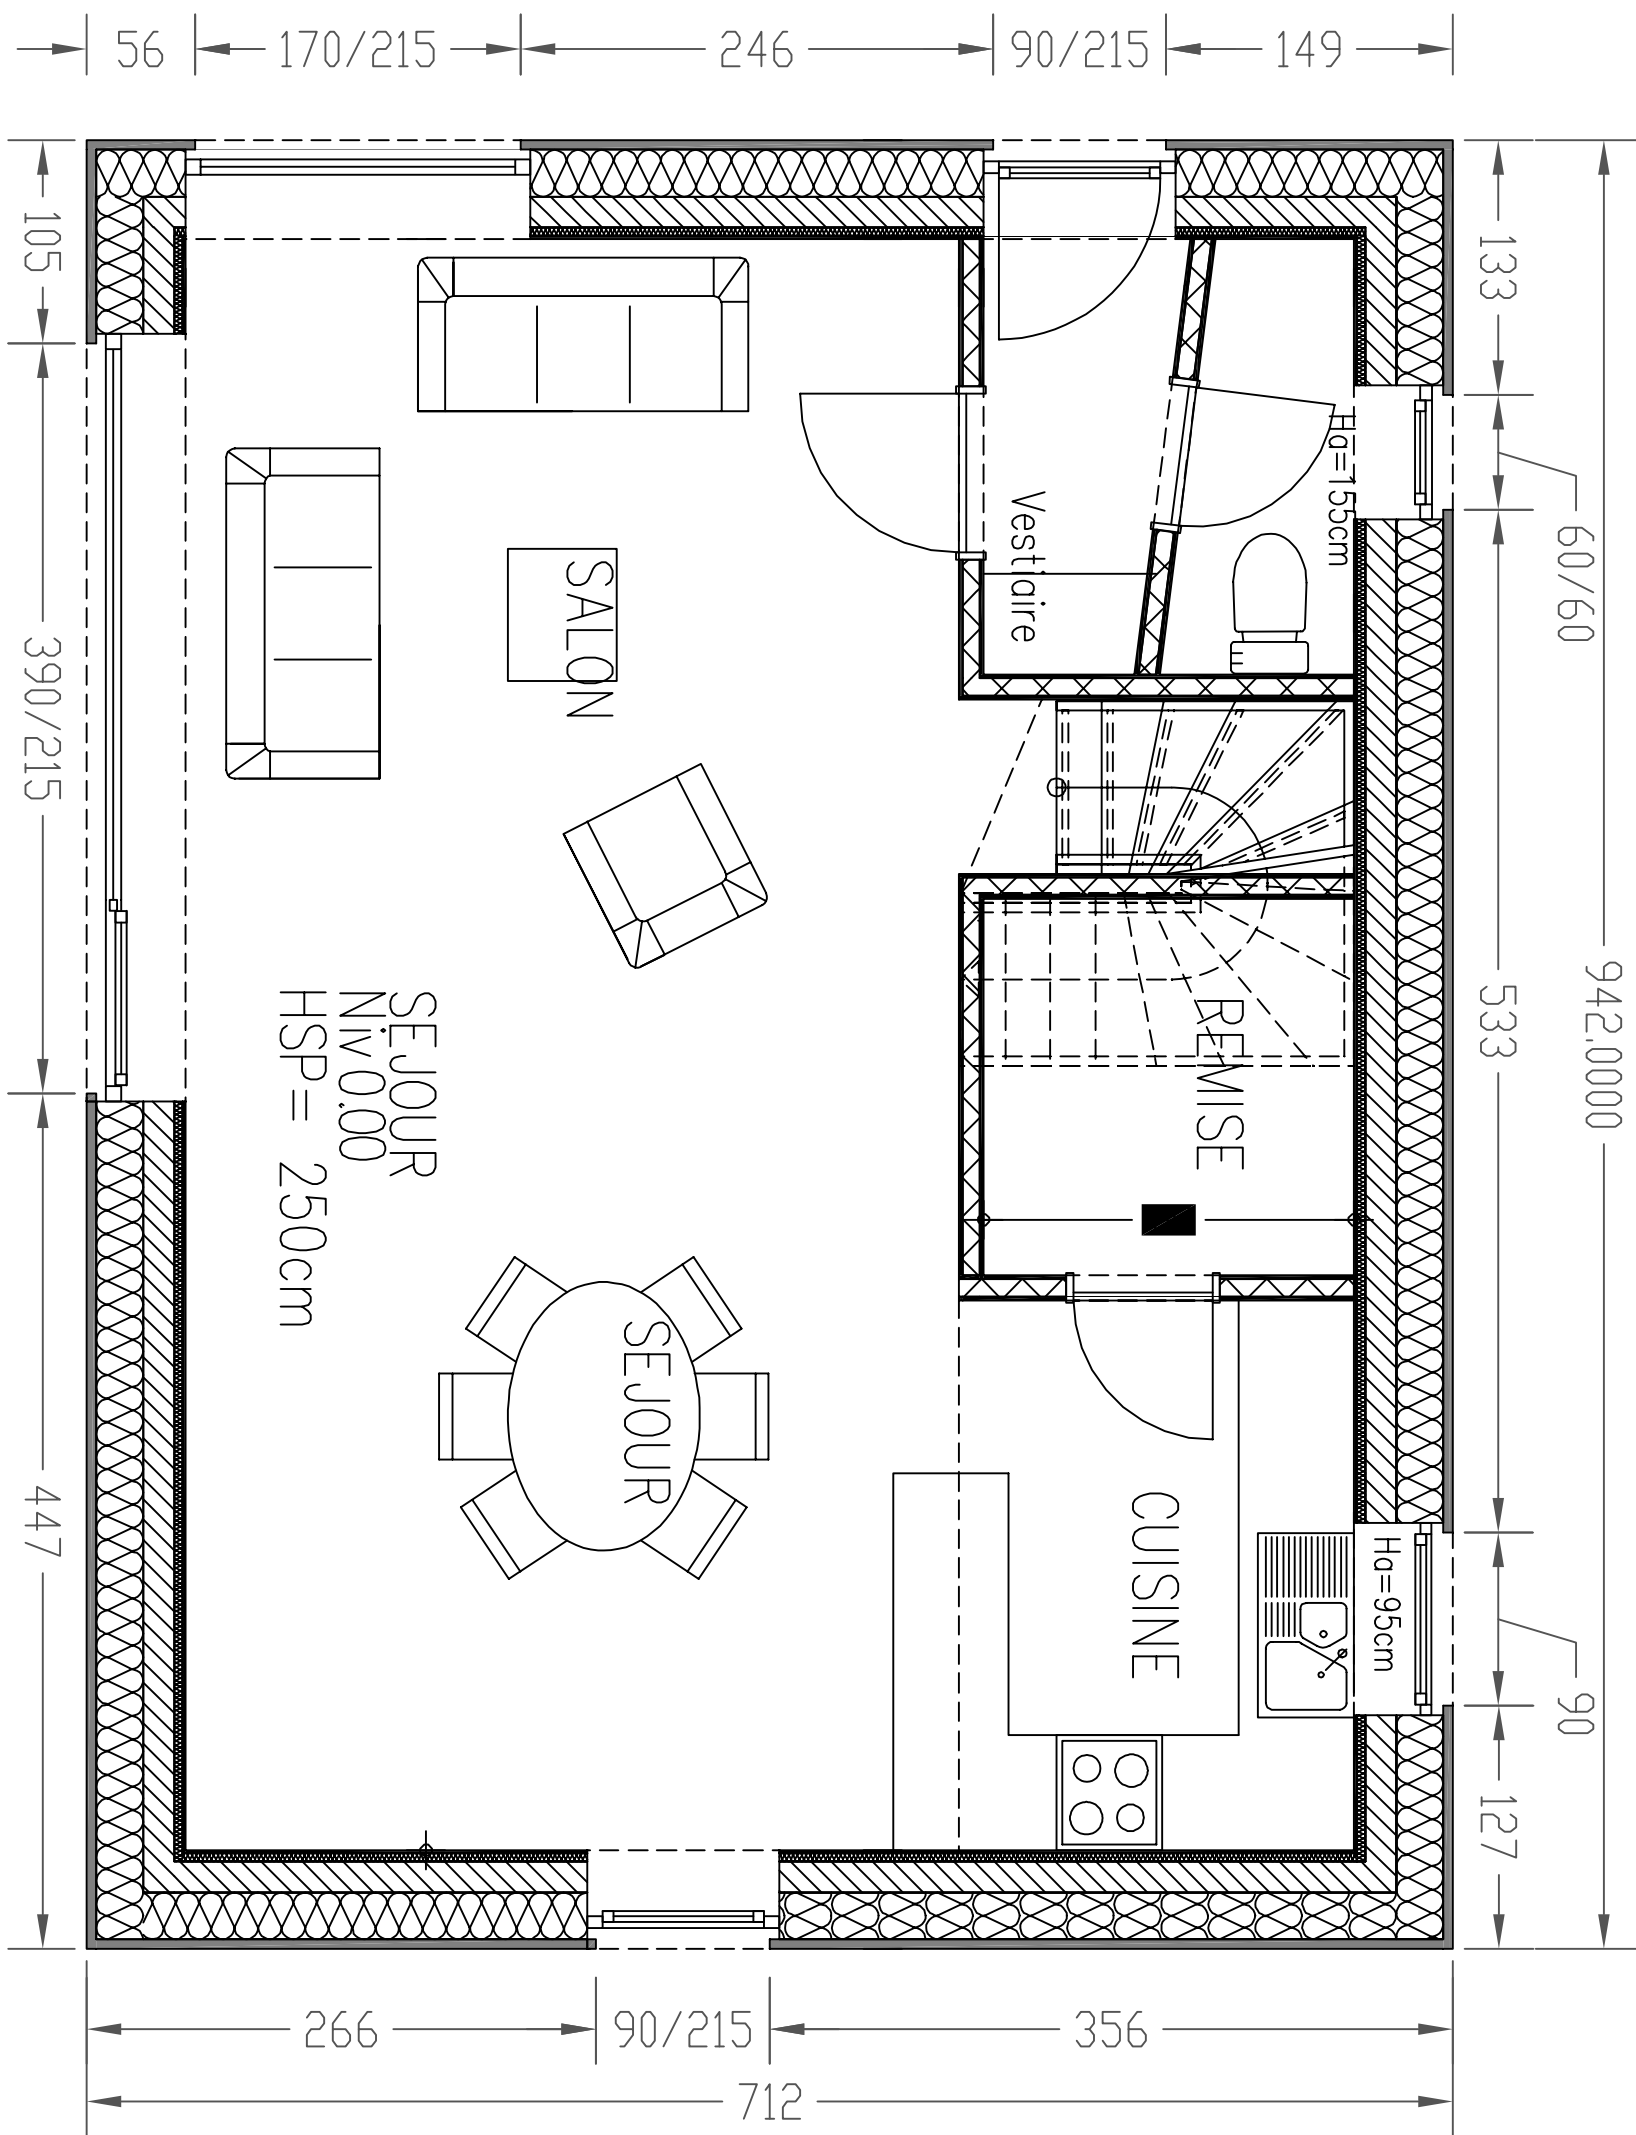 56
170/215
246
90/215
149
105
390/215
447
133
60/60
533
90
127
942.0000
Vestiaire
Ha=155cm
SALON
REMISE
SEJOUR
Niv.0.00
HSP= 250cm
SEJOUR
CUISINE
Ha=95cm
266
90/215
356
712